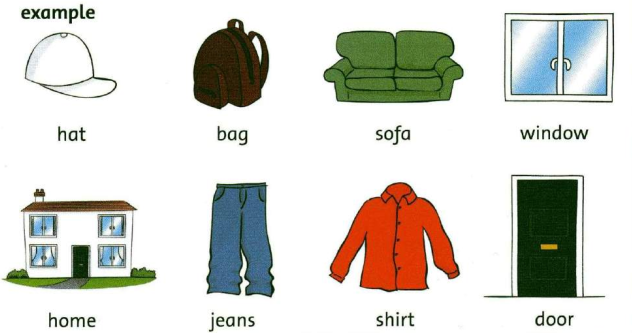 example
hat
bag
sofa
window
home
jeans
shirt
door